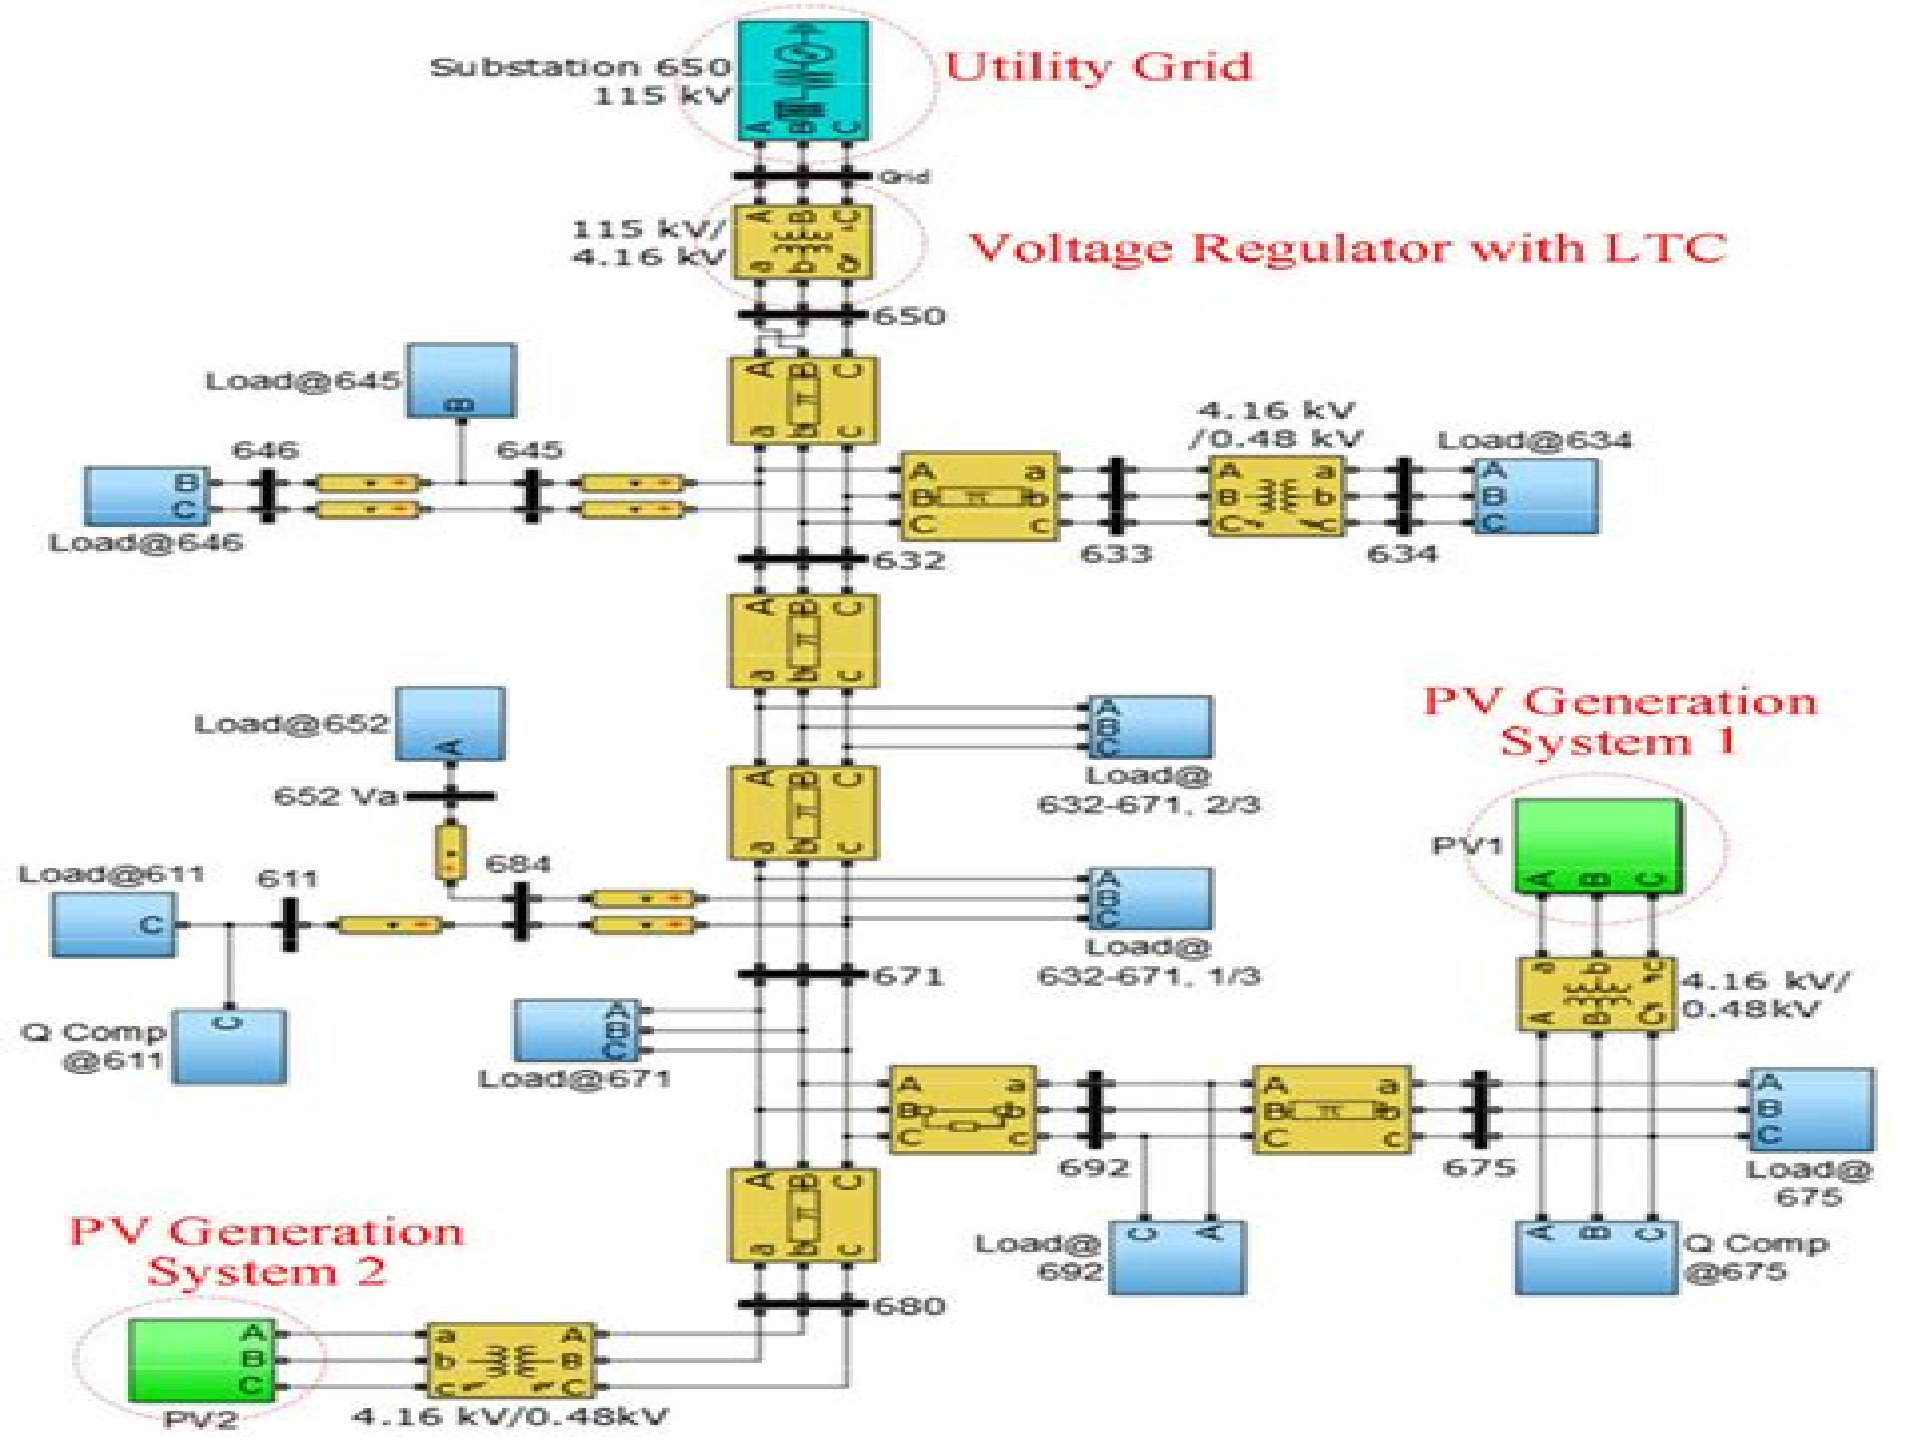 Substation 650
115 kV
Utility Grid
A B C
Grid
A B C
115 kV/
4.16 kV
a b c
Voltage Regulator with LTC
650
A B C
π
a b c
Load@645
B
646
645
B
C
Load@646
A a
B π b
C c
633
4.16 kV
/0.48 kV
A a
B b
C c
634
Load@634
A
B
C
632
A B C
π
a b c
A
B
C
Load@
632-671, 2/3
Load@652
A
652 Va
A B C
π
a b c
684
Load@611
C
611
A
B
C
Load@
632-671, 1/3
Q Comp
@611
C
671
A
B
C
Load@671
PV Generation
System 1
PV1
A B C
a b c
4.16 kV/
0.48kV
A B C
A a
B b
C c
692
A a
B π b
C c
675
A
B
C
Load@
675
Load@
692
C A
A B C
Q Comp
@675
A B C
π
a b c
680
PV Generation
System 2
A
B
C
PV2
a A
b B
c C
4.16 kV/0.48kV